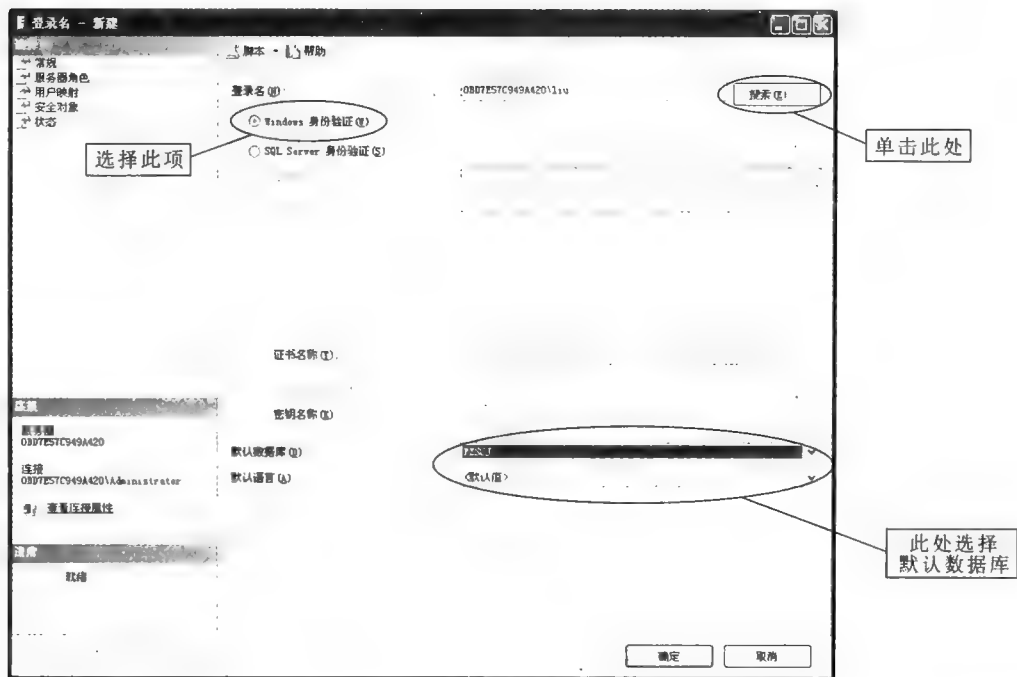 登录名 - 新建
常规
服务器角色
用户映射
安全对象
状态
脚本 帮助
登录名(N):
OBD7E57C949A420\liu
搜索(E)
Windows 身份验证(W)
SQL Server 身份验证(S)
选择此项
单击此处
证书名称(T):
密钥名称(K)
默认数据库(D)
默认语言(A)
<默认值>
此处选择
默认数据库
连接
服务器
OBD7E57C949A420
连接
OBD7E57C949A420\Administrator
查看连接属性
进度
就绪
确定
取消